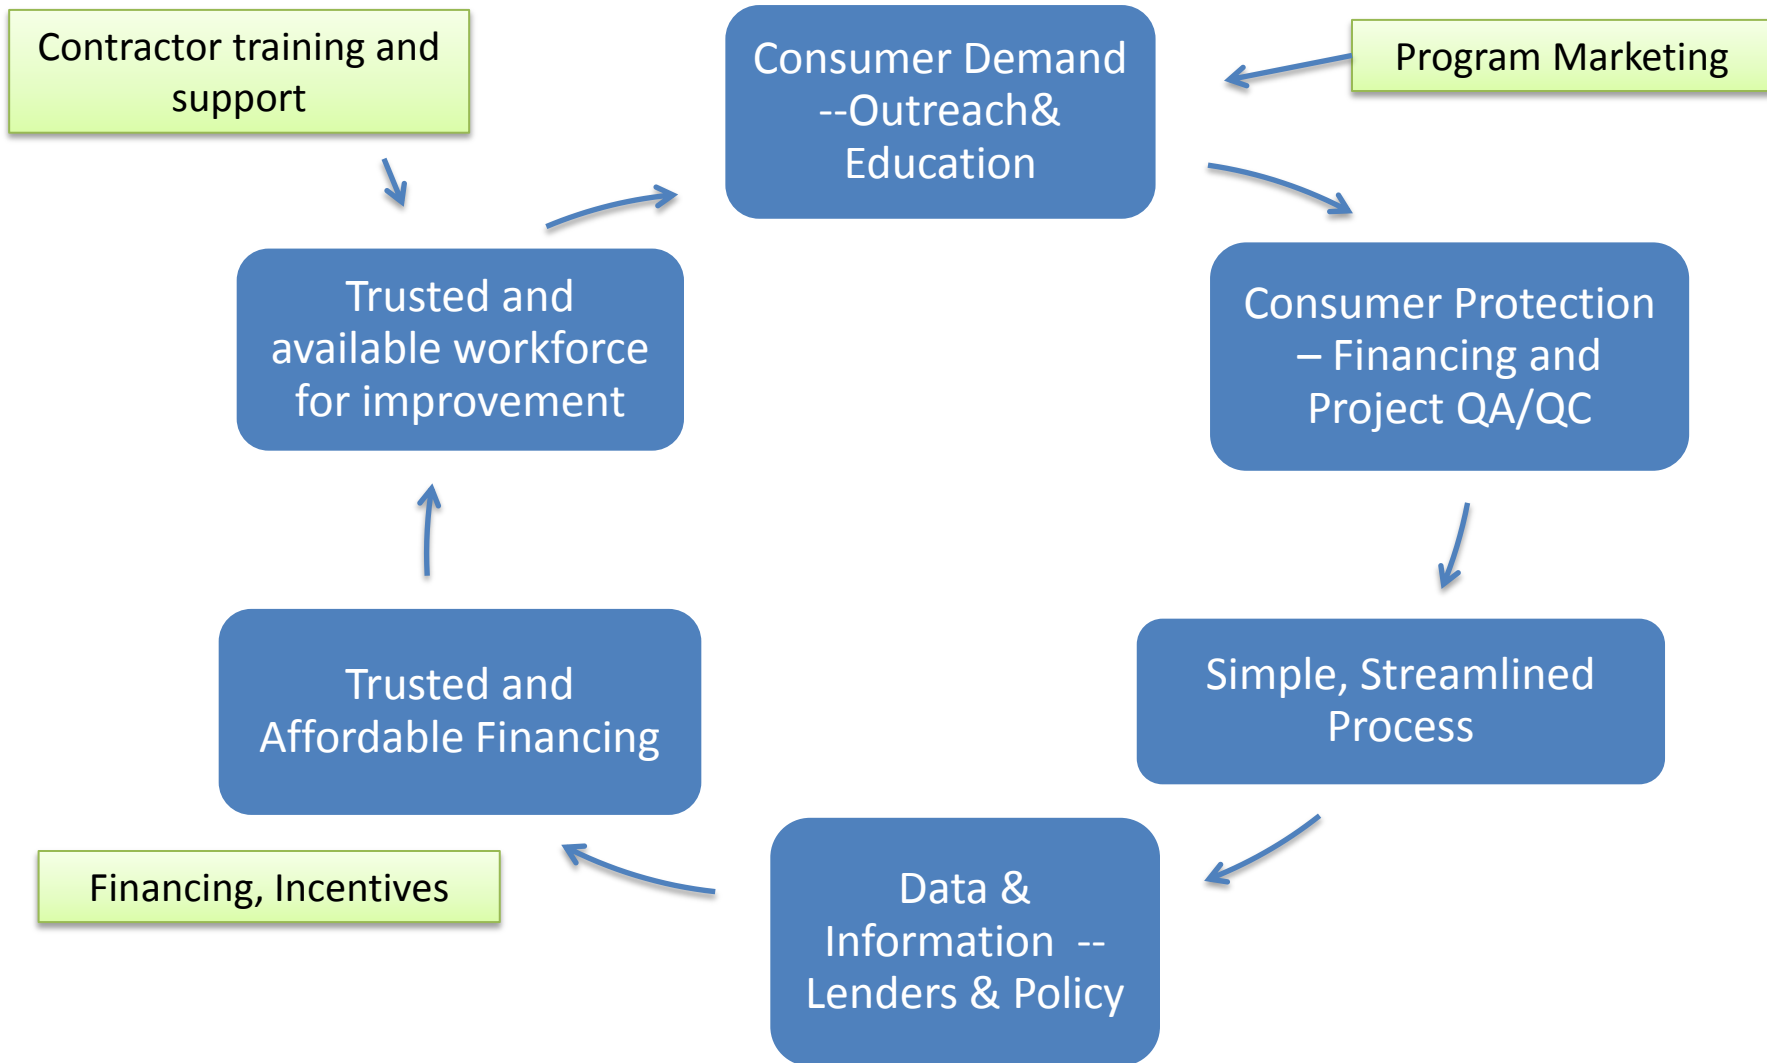 Contractor training and
support
Consumer Demand
--Outreach&
Education
Program Marketing
Trusted and
available workforce
for improvement
Consumer Protection
– Financing and
Project QA/QC
Trusted and
Affordable Financing
Simple, Streamlined
Process
Financing, Incentives
Data &
Information --
Lenders & Policy